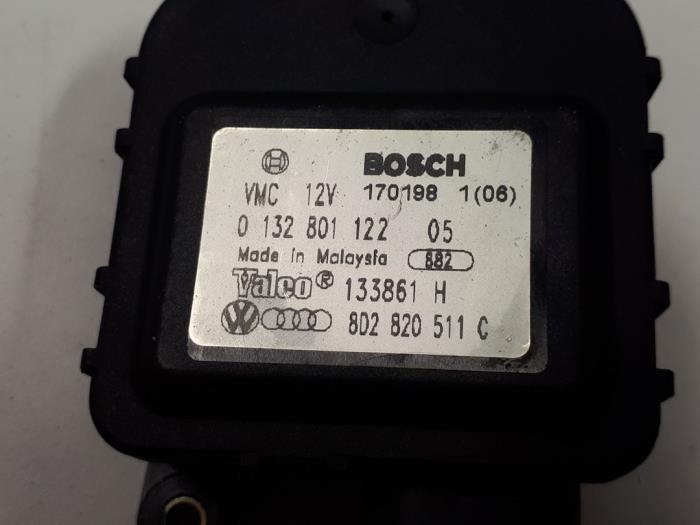 BOSCH
VMC 12V 170198 1(06)
0 132 801 122 05
Made in Malaysia 882
Valeo® 133861 H
VW 8D2 820 511 C